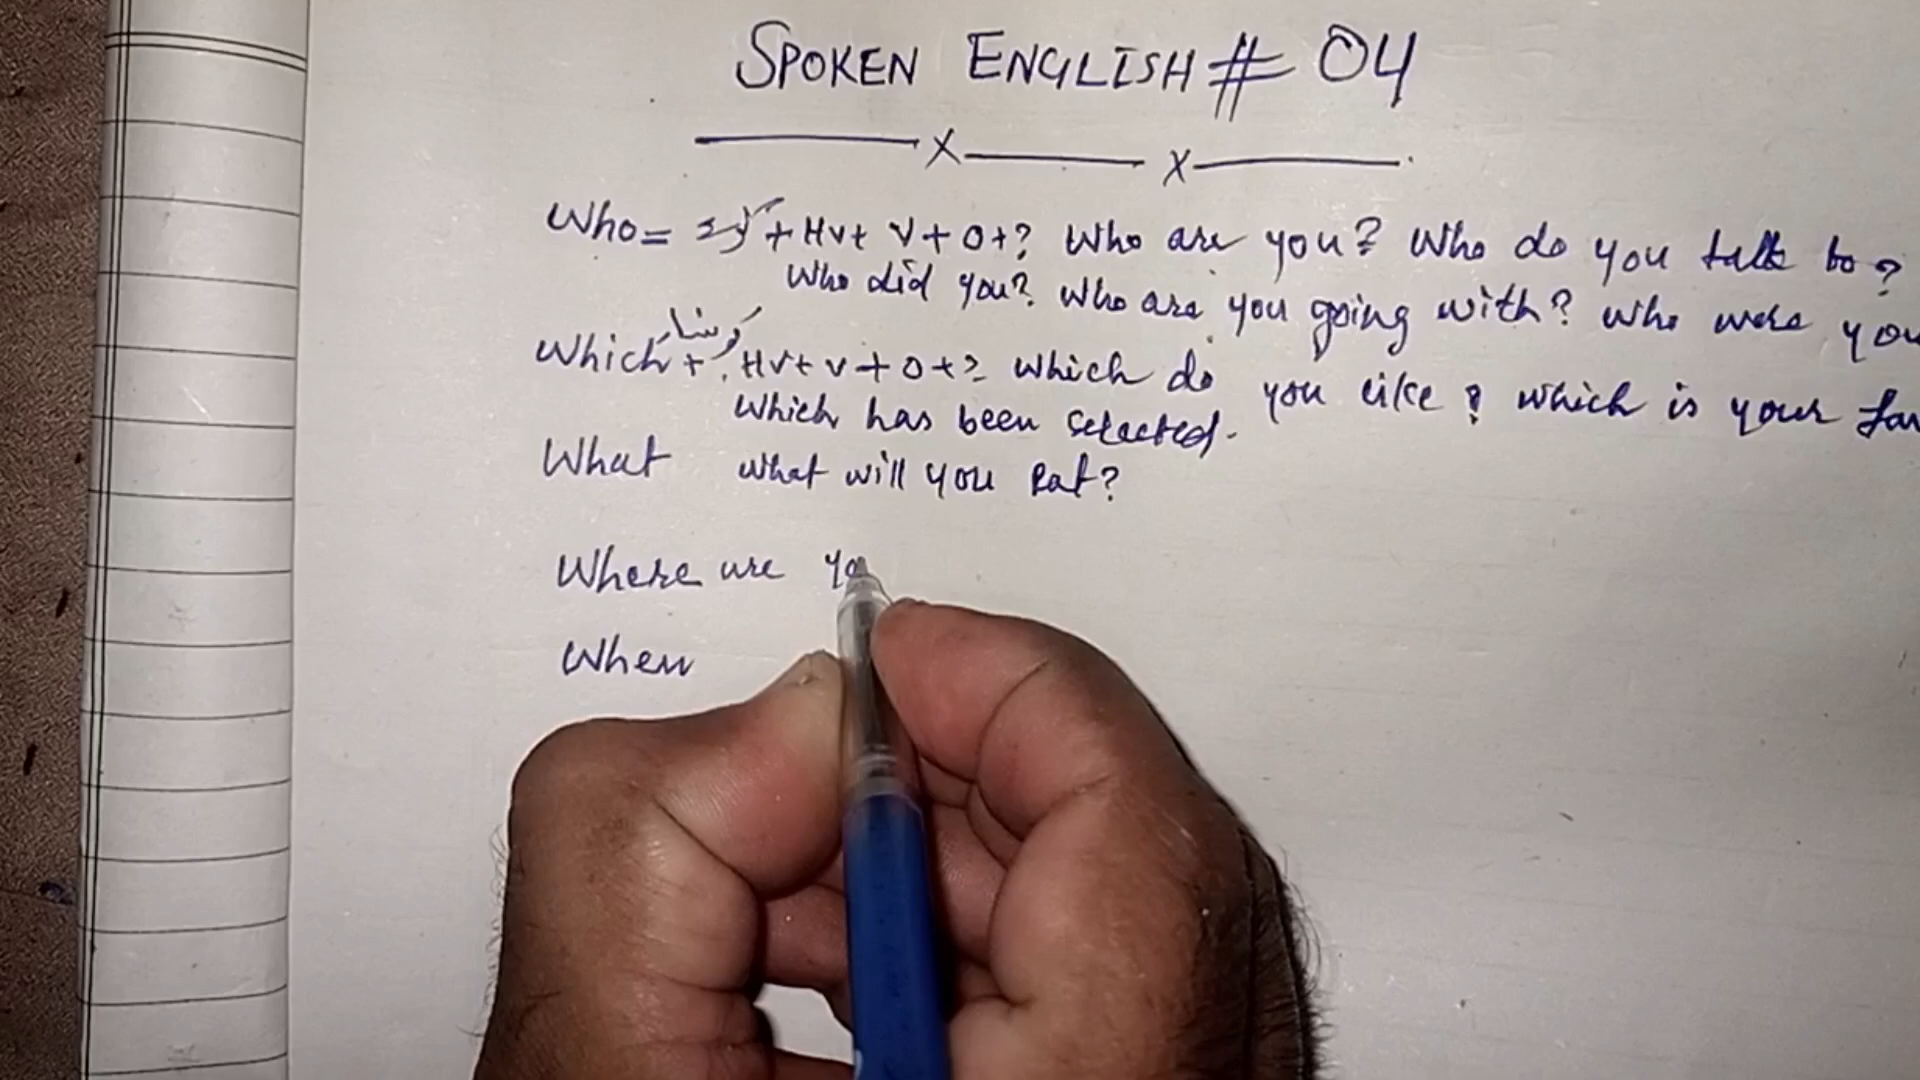 SPOKEN ENGLISH # 04
Who = + Hv+ V + O +? Who are you? Who do you talk to?
Who did you? Who are you going with? Who were you
Which + کونسا Hv+ v + O +? Which do you like? which is your fav
Which has been selected.
What What will you Eat?
Where are yo
When